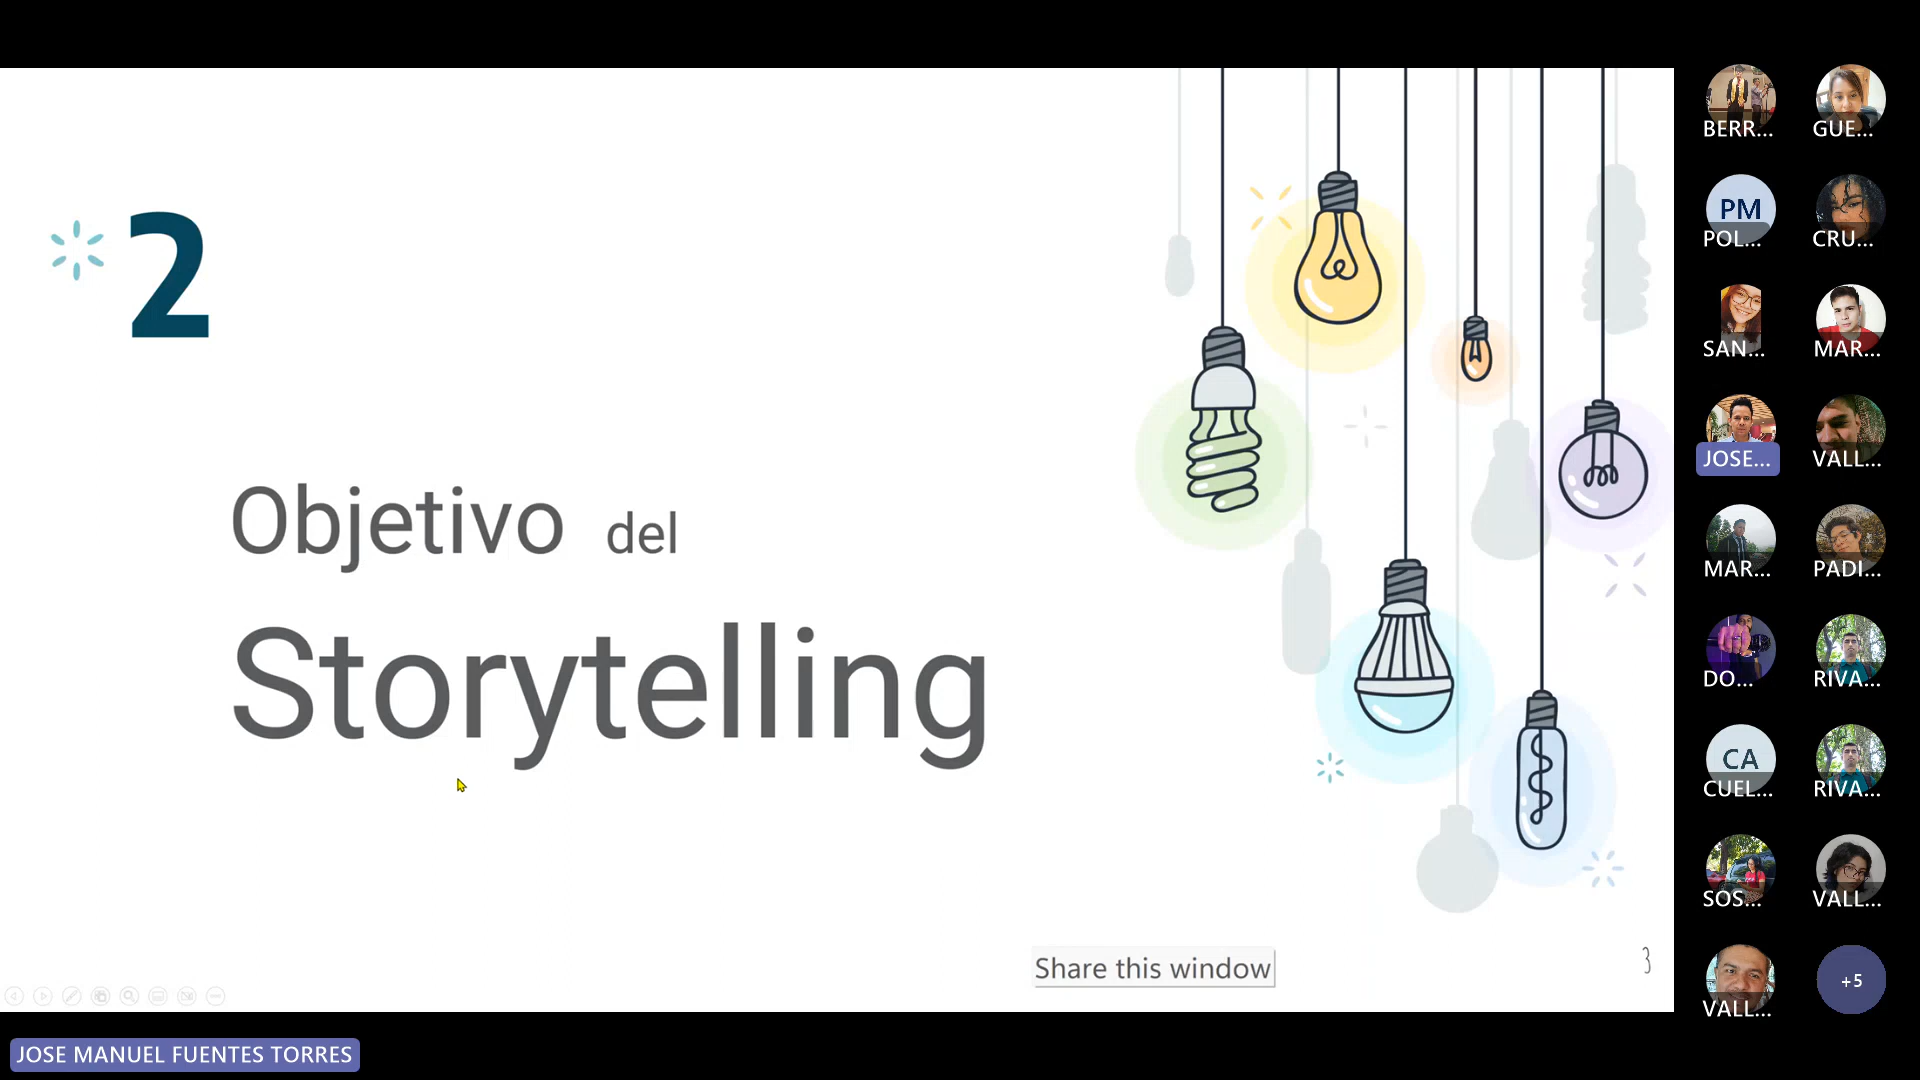 2
Objetivo del
Storytelling
Share this window
3
JOSE MANUEL FUENTES TORRES
BERR... GUE...
PM
POL... CRU...
SAN... MAR...
JOSE... VALL...
MAR... PADI...
DO... RIVA...
CA
CUEL... RIVA...
SOS... VALL...
VALL... +5